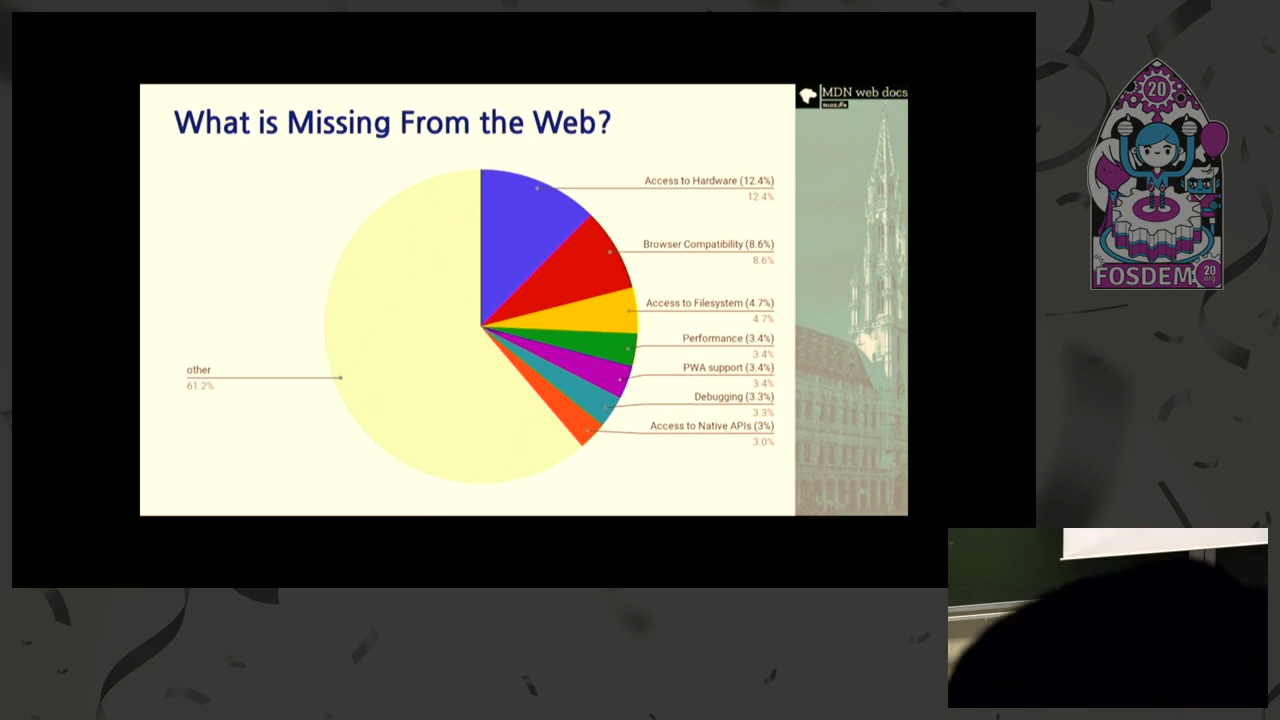 What is Missing From the Web?
MDN web docs
moz://a
Access to Hardware (12.4%)
12.4%
Browser Compatibility (8.6%)
8.6%
Access to Filesystem (4.7%)
4.7%
Performance (3.4%)
3.4%
PWA support (3.4%)
3.4%
Debugging (3.3%)
3.3%
Access to Native APIs (3%)
3.0%
other
61.2%
20
FOSDEM
20
.org